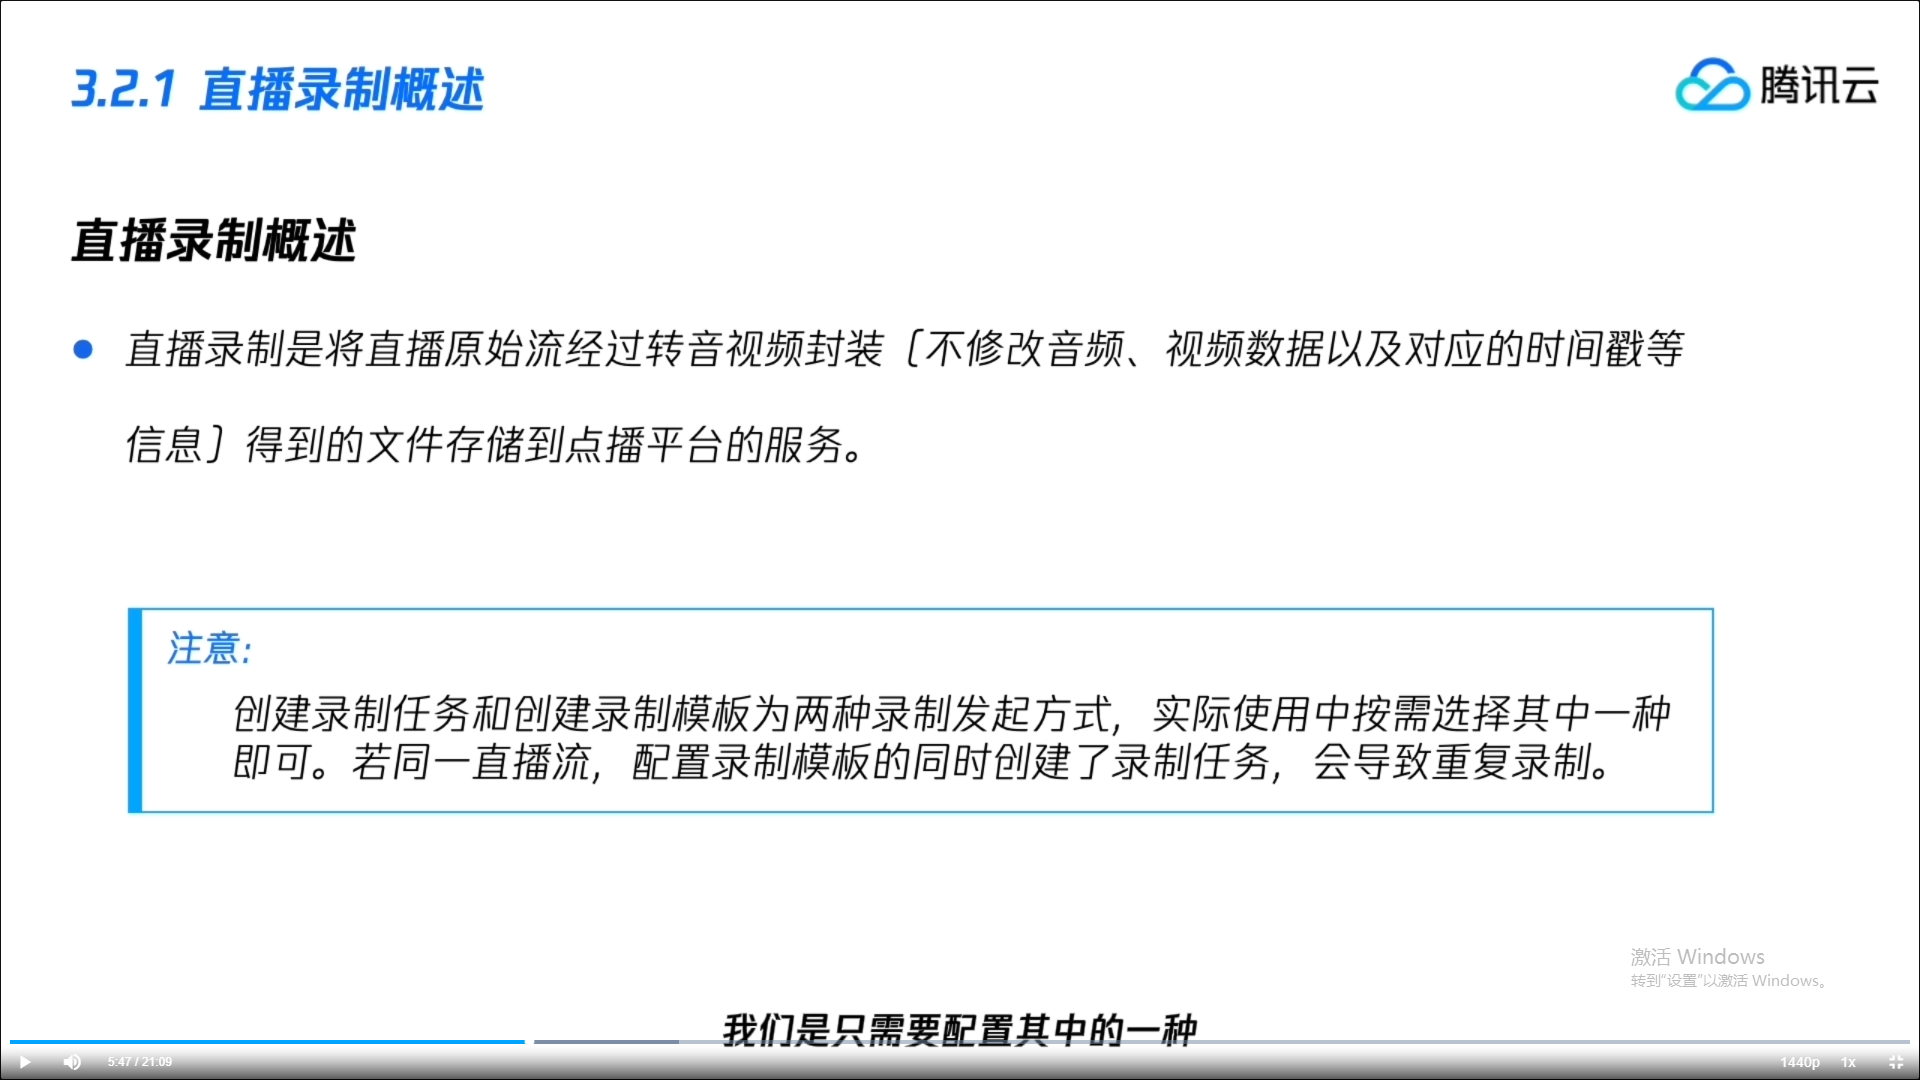 3.2.1 直播录制概述
腾讯云
直播录制概述
直播录制是将直播原始流经过转音视频封装（不修改音频、视频数据以及对应的时间戳等
信息）得到的文件存储到点播平台的服务。
注意:
创建录制任务和创建录制模板为两种录制发起方式，实际使用中按需选择其中一种
即可。若同一直播流，配置录制模板的同时创建了录制任务，会导致重复录制。
激活 Windows
转到“设置”以激活 Windows。
我们是只需要配置其中的一种
5:47 / 21:09
1440p 1x